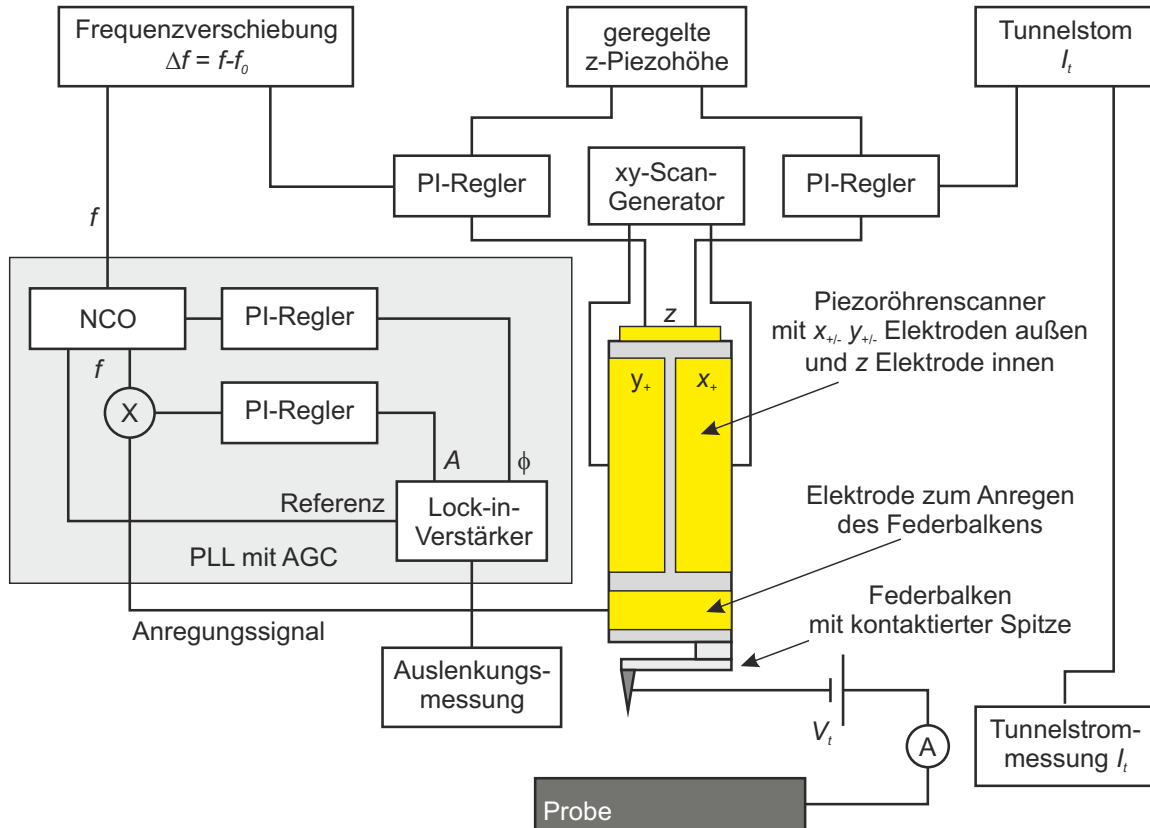 Frequenzverschiebung
Δf = f-f₀
geregelte
z-Piezohöhe
Tunnelstom
Iₜ
PI-Regler
xy-Scan-
Generator
PI-Regler
f
NCO
PI-Regler
f
X
PI-Regler
A
ϕ
Referenz
Lock-in-
Verstärker
PLL mit AGC
Anregungssignal
Auslenkungs-
messung
z
y₊
x₊
Piezoröhrenscanner
mit x+/- y+/- Elektroden außen
und z Elektrode innen
Elektrode zum Anregen
des Federbalkens
Federbalken
mit kontaktierter Spitze
Vₜ
A
Tunnelstrom-
messung Iₜ
Probe